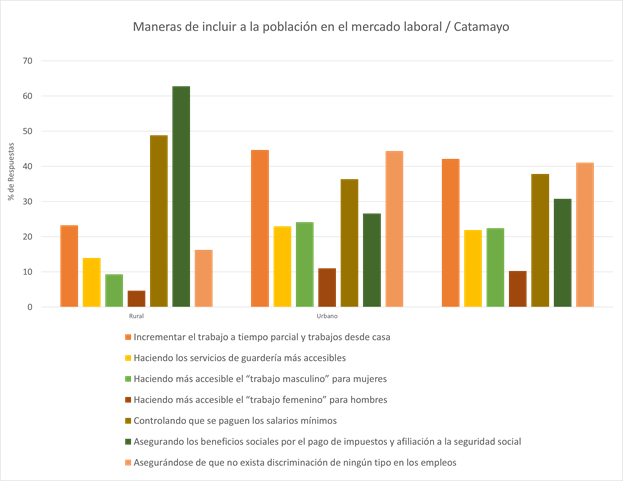 Maneras de incluir a la población en el mercado laboral / Catamayo
70
60
50
40
30
20
10
0
% de Respuestas
Rural
Urbano
Incrementar el trabajo a tiempo parcial y trabajos desde casa
Haciendo los servicios de guardería más accesibles
Haciendo más accesible el “trabajo masculino” para mujeres
Haciendo más accesible el “trabajo femenino” para hombres
Controlando que se paguen los salarios mínimos
Asegurando los beneficios sociales por el pago de impuestos y afiliación a la seguridad social
Asegurándose de que no exista discriminación de ningún tipo en los empleos